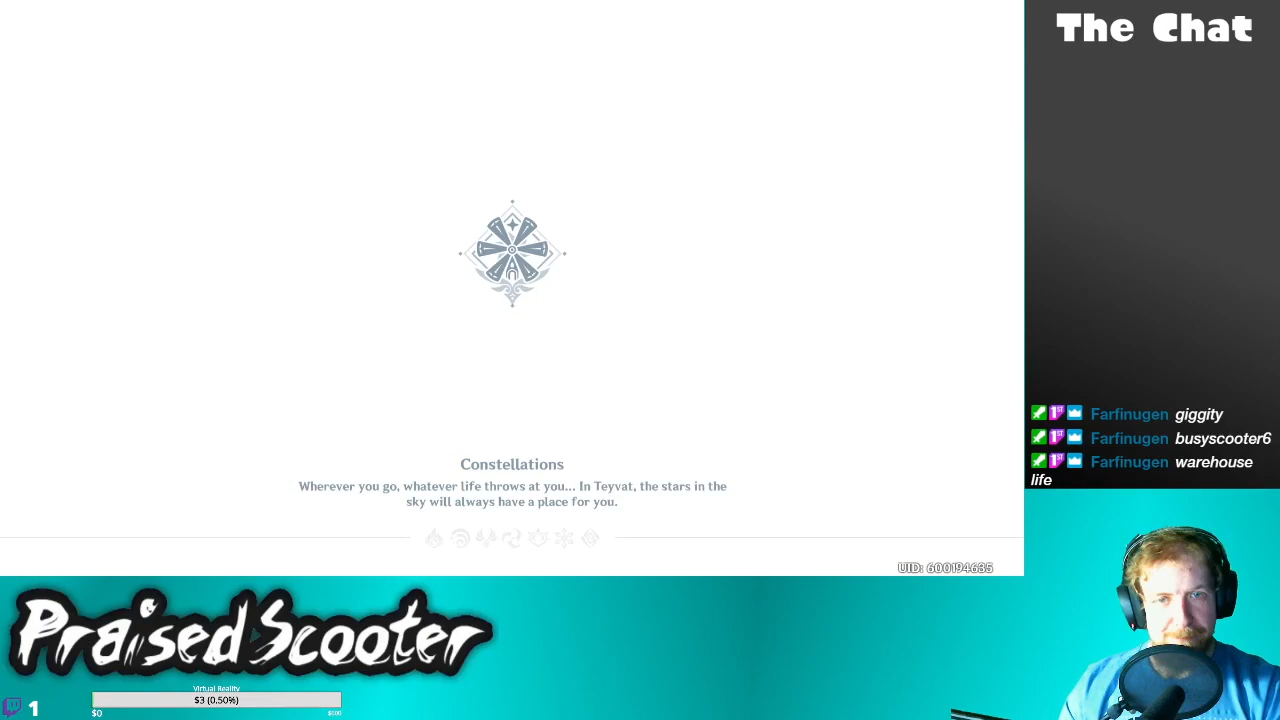 The Chat
Farfinugen giggity
Farfinugen busyscooter6
Farfinugen warehouse
life
Constellations
Wherever you go, whatever life throws at you... In Teyvat, the stars in the
sky will always have a place for you.
UID: 600194635
PraisedScooter
Virtual Reality
$3 (0.50%)
1
$0
$600